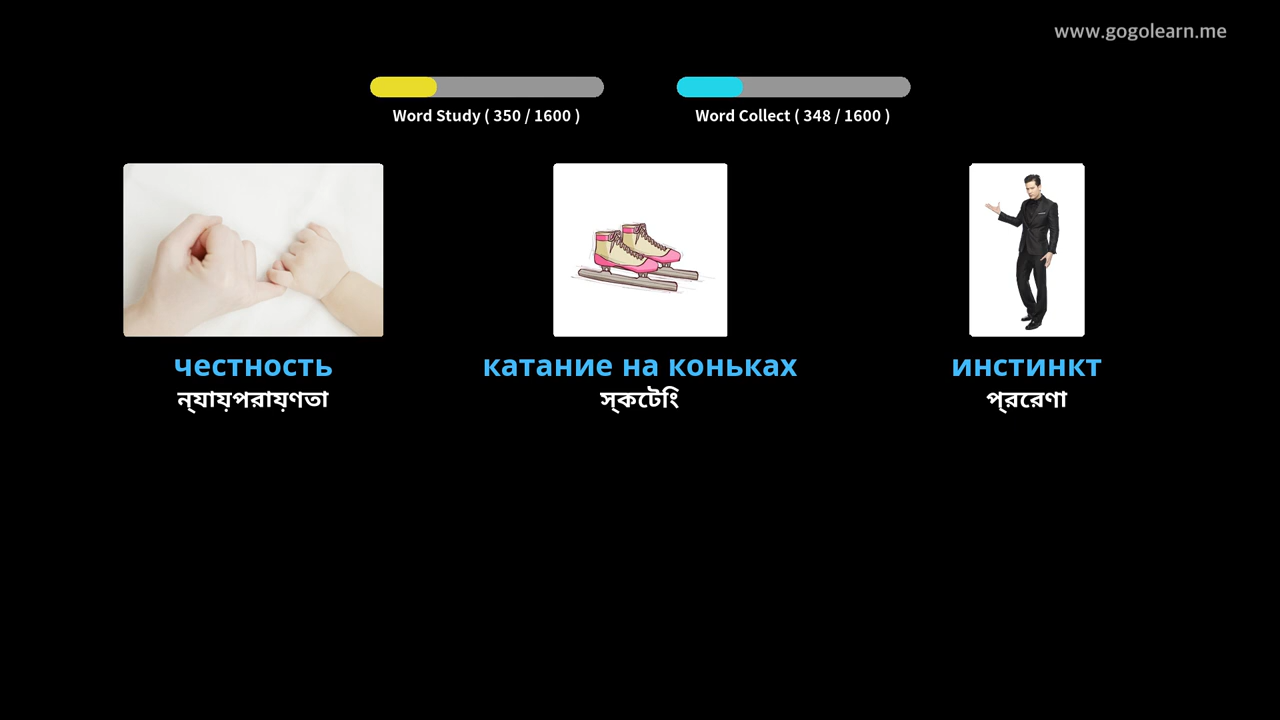 www.gogolearn.me
Word Study ( 350 / 1600 )
Word Collect ( 348 / 1600 )
честность
катание на коньках
инстинкт
ন্যায়পরায়ণতা
স্কেটিং
প্রেরণা